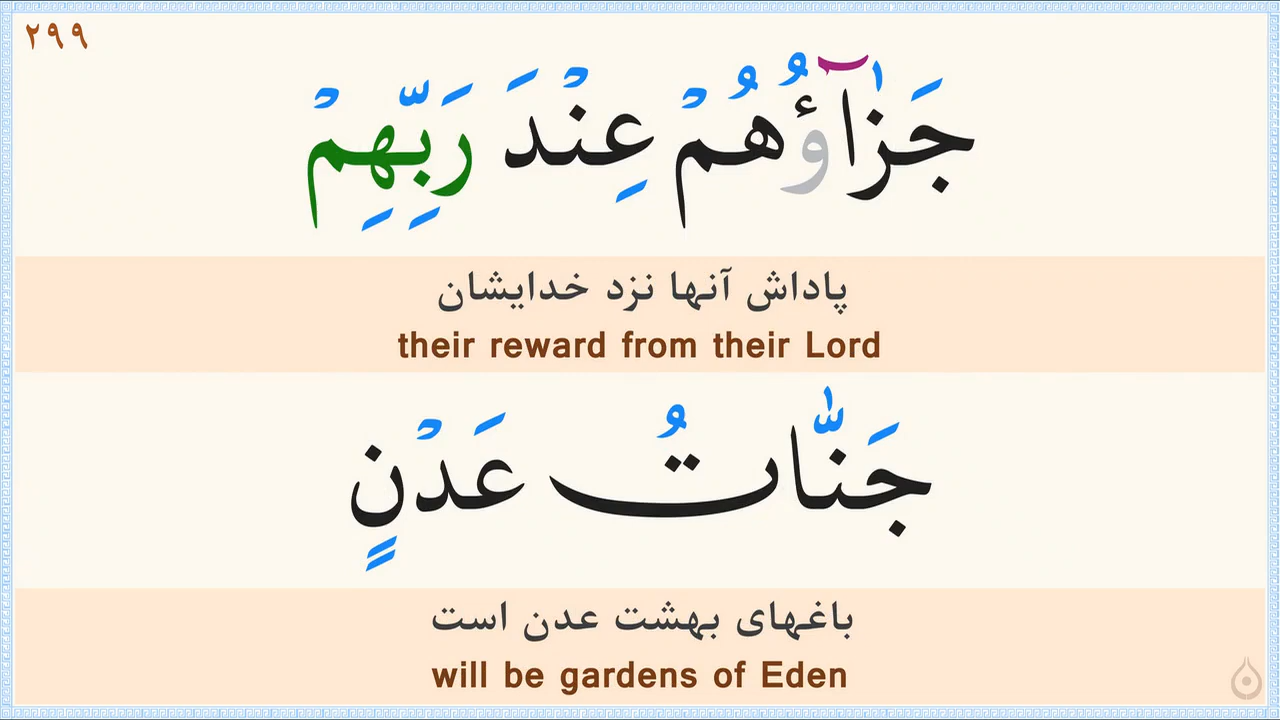 ۲۹۹
جَزٰآؤُهُمْ عِنْدَ رَبِّهِمْ
پاداش آنها نزد خدایشان
their reward from their Lord
جَنّٰاتُ عَدْنٍ
باغهای بهشت عدن است
will be gardens of Eden